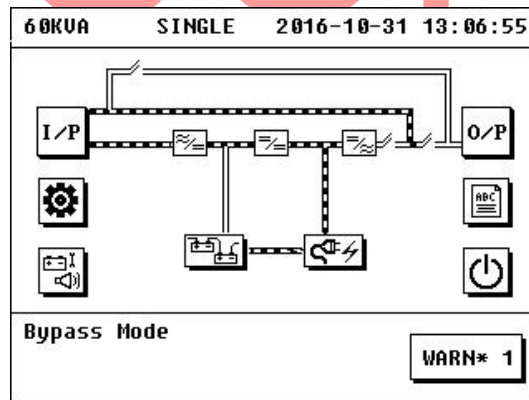 60KVA SINGLE 2016-10-31 13:06:55
I/P
O/P
ABC
Bypass Mode
WARN* 1